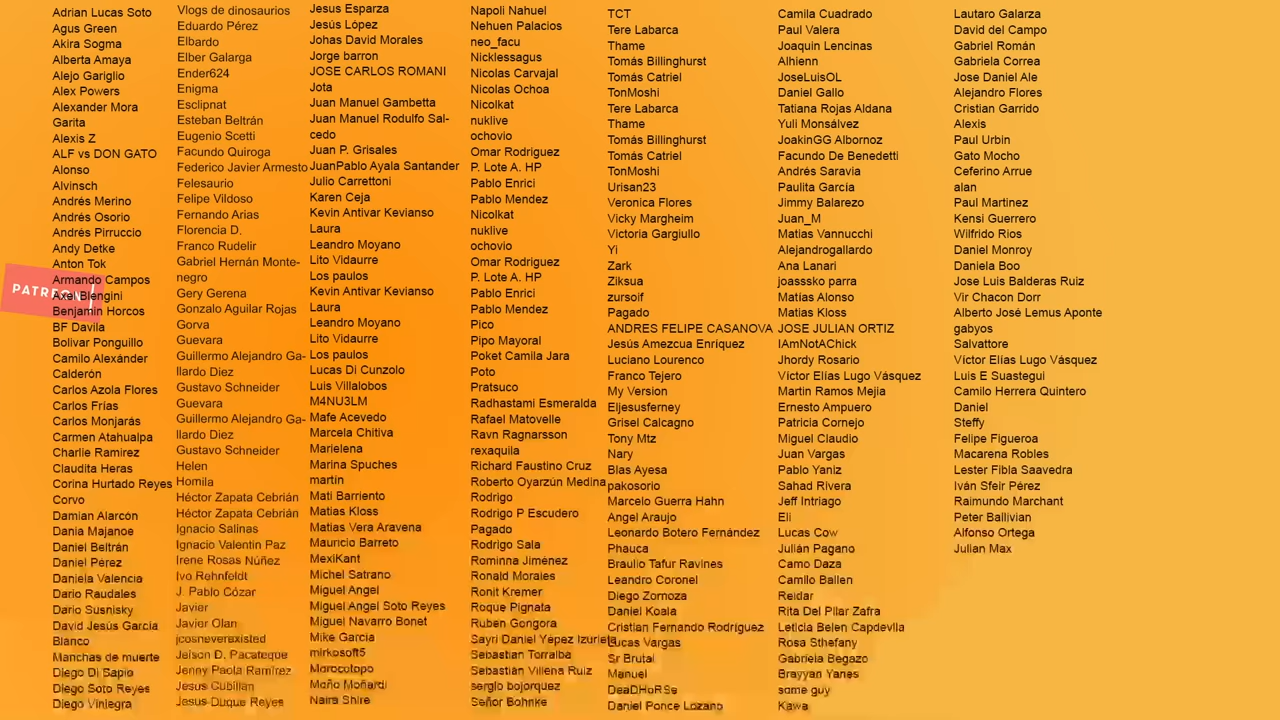 Adrian Lucas Soto
Agus Green
Akira Sogma
Alberta Amaya
Alejo Gariglio
Alex Powers
Alexander Mora
Garita
Alexis Z
ALF vs DON GATO
Alonso
Alvinsch
Andrés Merino
Andrés Osorio
Andrés Pirruccio
Andy Detke
Anton Tok
Armando Campos
PATREON
Axel Blengini
Benjamin Horcos
BF Davila
Bolivar Ponguillo
Camilo Alexánder
Calderón
Carlos Azola Flores
Carlos Frías
Carlos Monjarás
Carmen Atahualpa
Charlie Ramirez
Claudita Heras
Corina Hurtado Reyes
Corvo
Damian Alarcón
Dania Majanoe
Daniel Beltrán
Daniel Pérez
Daniela Valencia
Dario Raudales
Dario Susnisky
David Jesús García
Blanco
Manchas de muerte
Diego Di Sapio
Diego Soto Reyes
Diego Viniegra
Vlogs de dinosaurios
Eduardo Pérez
Elbardo
Elber Galarga
Ender624
Enigma
Esclipnat
Esteban Beltrán
Eugenio Scetti
Facundo Quiroga
Federico Javier Armesto
Felesaurio
Felipe Vildoso
Fernando Arias
Florencia D.
Franco Rudelir
Gabriel Hernán Monte-
negro
Gery Gerena
Gonzalo Aguilar Rojas
Gorva
Guevara
Guillermo Alejandro Ga-
llardo Diez
Gustavo Schneider
Guevara
Guillermo Alejandro Ga-
llardo Diez
Gustavo Schneider
Helen
Homila
Héctor Zapata Cebrián
Héctor Zapata Cebrián
Ignacio Salinas
Ignacio Valentin Paz
Irene Rosas Núñez
Ivo Rehnfeldt
J. Pablo Cózar
Javier
Javier Olan
jcosneverexisted
Jeison D. Pacateque
Jenny Paola Ramírez
Jesus Cubillan
Jesus Duque Reyes
Jesus Esparza
Jesús López
Johas David Morales
Jorge barron
JOSE CARLOS ROMANI
Jota
Juan Manuel Gambetta
Juan Manuel Rodulfo Sal-
cedo
Juan P. Grisales
JuanPablo Ayala Santander
Julio Carrettoni
Karen Ceja
Kevin Antivar Kevianso
Laura
Leandro Moyano
Lito Vidaurre
Los paulos
Kevin Antivar Kevianso
Laura
Leandro Moyano
Lito Vidaurre
Los paulos
Lucas Di Cunzolo
Luis Villalobos
M4NU3LM
Mafe Acevedo
Marcela Chitiva
Marielena
Marina Spuches
martín
Mati Barriento
Matias Kloss
Matias Vera Aravena
Mauricio Barreto
MexiKant
Michel Satrano
Miguel Angel
Miguel Angel Soto Reyes
Miguel Navarro Bonet
Mike Garcia
mirkosoft5
Morocotopo
Moño Moñardi
Naira Shire
Napoli Nahuel
Nehuen Palacios
neo_facu
Nicklessagus
Nicolas Carvajal
Nicolas Ochoa
Nicolkat
nuklive
ochovio
Omar Rodriguez
P. Lote A. HP
Pablo Enrici
Pablo Mendez
Nicolkat
nuklive
ochovio
Omar Rodriguez
P. Lote A. HP
Pablo Enrici
Pablo Mendez
Pico
Pipo Mayoral
Poket Camila Jara
Poto
Pratsuco
Radhastami Esmeralda
Rafael Matovelle
Ravn Ragnarsson
rexaquila
Richard Faustino Cruz
Roberto Oyarzún Medina
Rodrigo
Rodrigo P Escudero
Pagado
Rodrigo Sala
Rominna Jiménez
Ronald Morales
Ronit Kremer
Roque Pignata
Ruben Gongora
Sayri Daniel Yépez Izurieta
Sebastian Torralba
Sebastián Villena Ruiz
sergio bojorquez
Señor Bohnke
TCT
Tere Labarca
Thame
Tomás Billinghurst
Tomás Catriel
TonMoshi
Tere Labarca
Thame
Tomás Billinghurst
Tomás Catriel
TonMoshi
Urisan23
Veronica Flores
Vicky Margheim
Victoria Gargiullo
Yi
Zark
Ziksua
zursoif
Pagado
ANDRES FELIPE CASANOVA
Jesús Amezcua Enríquez
Luciano Lourenco
Franco Tejero
My Version
Eljesusferney
Grisel Calcagno
Tony Mtz
Nary
Blas Ayesa
pakosorio
Marcelo Guerra Hahn
Angel Araujo
Leonardo Botero Fernández
Phauca
Braulio Tafur Ravines
Leandro Coronel
Diego Zornoza
Daniel Koala
Cristian Fernando Rodríguez
Lucas Vargas
Sr Brutal
Manuel
DeaDHoRSe
Daniel Ponce Lozano
Camila Cuadrado
Paul Valera
Joaquin Lencinas
Alhienn
JoseLuisOL
Daniel Gallo
Tatiana Rojas Aldana
Yuli Monsálvez
JoakinGG Albornoz
Facundo De Benedetti
Andrés Saravia
Paulita García
Jimmy Balarezo
Juan_M
Matías Vannucchi
Alejandrogallardo
Ana Lanari
joasssko parra
Matías Alonso
Matias Kloss
JOSE JULIAN ORTIZ
IAmNotAChick
Jhordy Rosario
Víctor Elías Lugo Vásquez
Martin Ramos Mejia
Ernesto Ampuero
Patricia Cornejo
Miguel Claudio
Juan Vargas
Pablo Yaniz
Sahad Rivera
Jeff Intriago
Eli
Lucas Cow
Julián Pagano
Camo Daza
Camilo Ballen
Reidar
Rita Del Pilar Zafra
Leticia Belen Capdevila
Rosa Sthefany
Gabriela Begazo
Brayyan Yanes
some guy
Kawa
Lautaro Galarza
David del Campo
Gabriel Román
Gabriela Correa
Jose Daniel Ale
Alejandro Flores
Cristian Garrido
Alexis
Paul Urbin
Gato Mocho
Ceferino Arrue
alan
Paul Martinez
Kensi Guerrero
Wilfrido Rios
Daniel Monroy
Daniela Boo
Jose Luis Balderas Ruiz
Vir Chacon Dorr
Alberto José Lemus Aponte
gabyos
Salvattore
Víctor Elías Lugo Vásquez
Luis E Suastegui
Camilo Herrera Quintero
Daniel
Steffy
Felipe Figueroa
Macarena Robles
Lester Fibla Saavedra
Iván Sfeir Pérez
Raimundo Marchant
Peter Ballivian
Alfonso Ortega
Julian Max